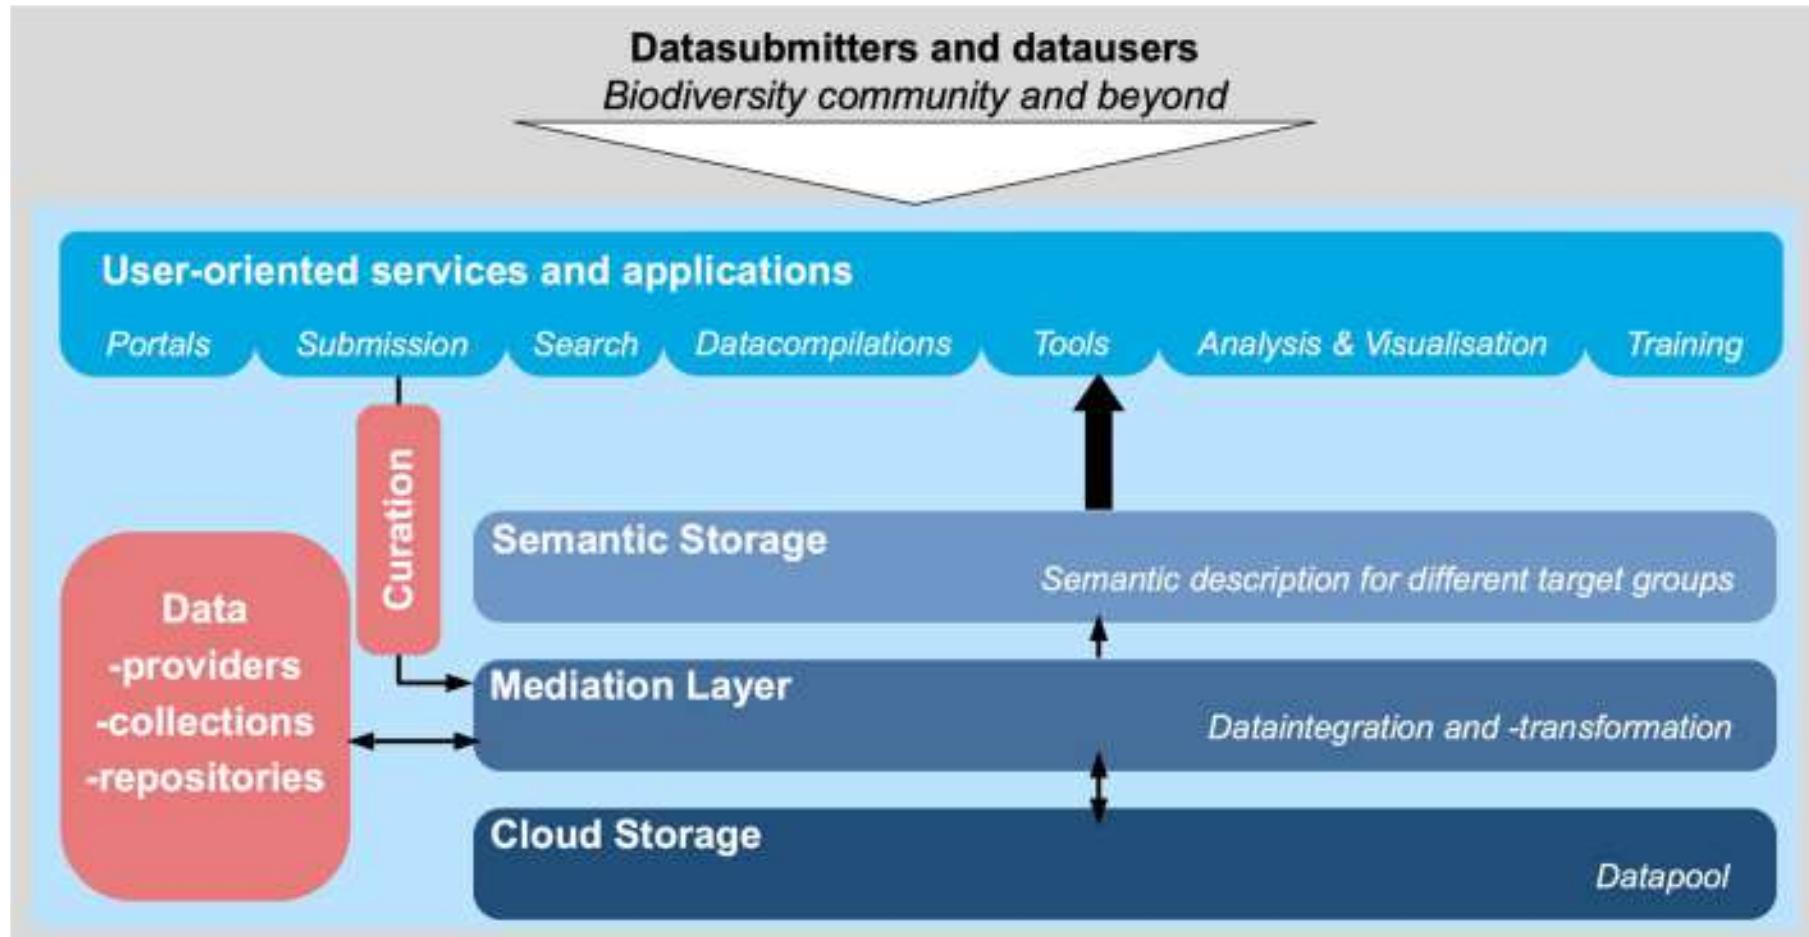 Datasubmitters and datausers
Biodiversity community and beyond
User-oriented services and applications
Portals
Submission
Search
Datacompilations
Tools
Analysis & Visualisation
Training
Curation
Data
-providers
-collections
-repositories
Semantic Storage
Semantic description for different target groups
Mediation Layer
Dataintegration and -transformation
Cloud Storage
Datapool